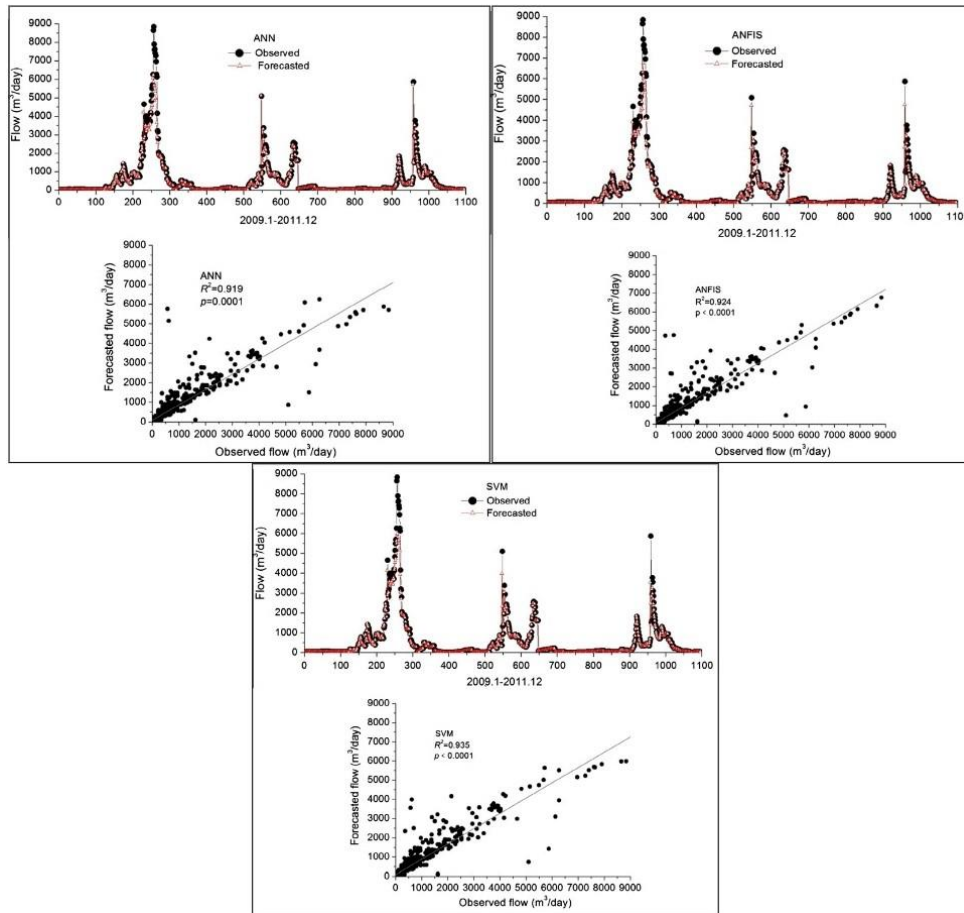 ANN
Observed
Forecasted
Flow (m³/day)
9000
8000
7000
6000
5000
4000
3000
2000
1000
0
0 100 200 300 400 500 600 700 800 900 1000 1100
2009.1-2011.12
ANN
R²=0.919
p=0.0001
Forecasted flow (m³/day)
9000
8000
7000
6000
5000
4000
3000
2000
1000
0
0 1000 2000 3000 4000 5000 6000 7000 8000 9000
Observed flow (m³/day)
ANFIS
Observed
Forecasted
Flow (m³/day)
9000
8000
7000
6000
5000
4000
3000
2000
1000
0
0 100 200 300 400 500 600 700 800 900 1000 1100
2009.1-2011.12
ANFIS
R²=0.924
p < 0.0001
Forecasted flow (m³/day)
9000
8000
7000
6000
5000
4000
3000
2000
1000
0
0 1000 2000 3000 4000 5000 6000 7000 8000 9000
Observed flow (m³/day)
SVM
Observed
Forecasted
Flow (m³/day)
9000
8000
7000
6000
5000
4000
3000
2000
1000
0
0 100 200 300 400 500 600 700 800 900 1000 1100
2009.1-2011.12
SVM
R²=0.935
p < 0.0001
Forecasted flow (m³/day)
9000
8000
7000
6000
5000
4000
3000
2000
1000
0
0 1000 2000 3000 4000 5000 6000 7000 8000 9000
Observed flow (m³/day)